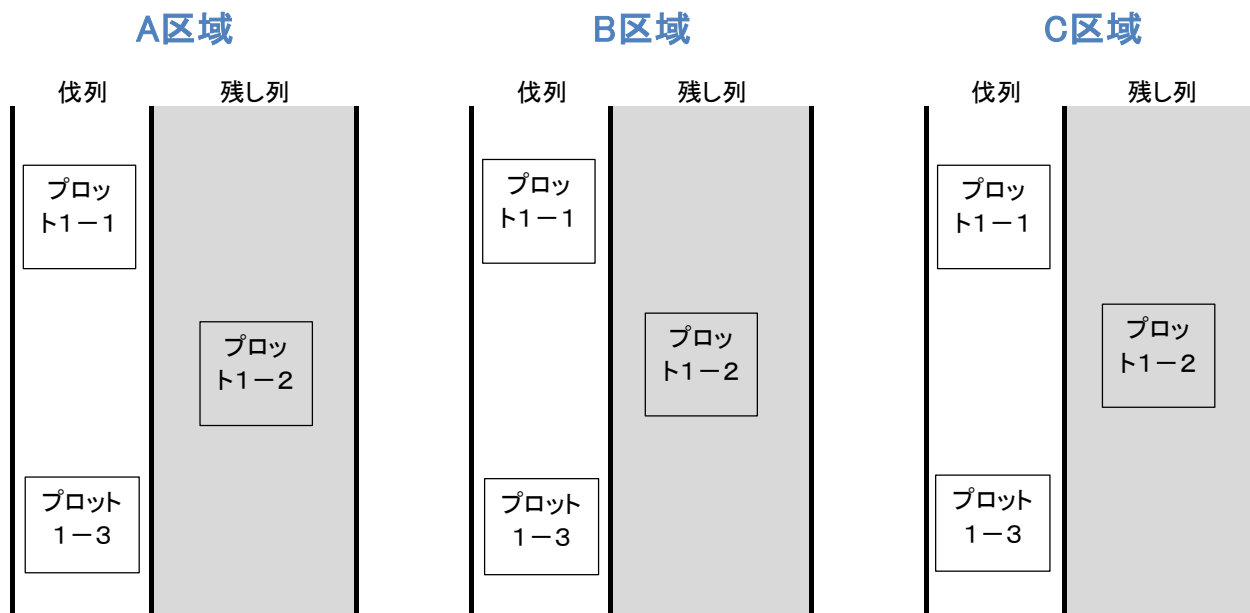 A区域
伐列
残し列
プロッ
ト1－1
プロッ
ト1－2
プロット
1－3
B区域
伐列
残し列
プロッ
ト1－1
プロッ
ト1－2
プロット
1－3
C区域
伐列
残し列
プロッ
ト1－1
プロッ
ト1－2
プロット
1－3